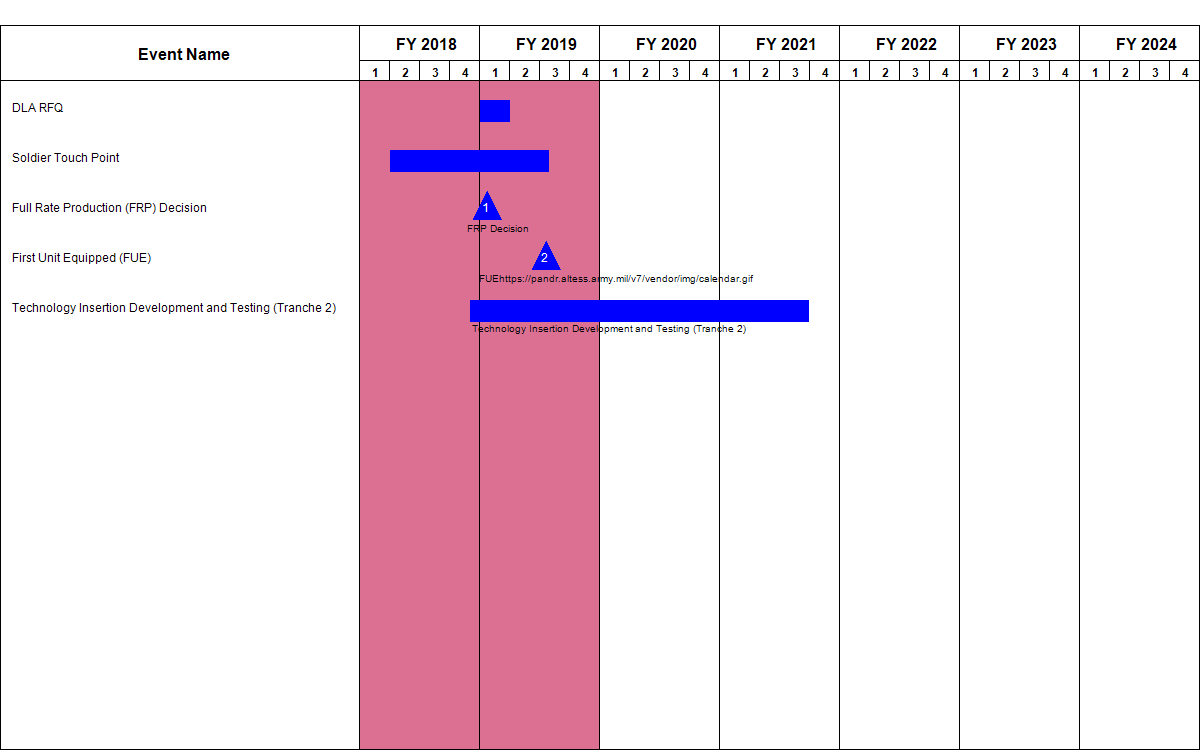 Event Name
FY 2018 FY 2019 FY 2020 FY 2021 FY 2022 FY 2023 FY 2024
1 2 3 4 1 2 3 4 1 2 3 4 1 2 3 4 1 2 3 4 1 2 3 4 1 2 3 4
DLA RFQ
Soldier Touch Point
Full Rate Production (FRP) Decision
1
FRP Decision
First Unit Equipped (FUE)
2
FUEhttps://pandr.altess.army.mil/v7/vendor/img/calendar.gif
Technology Insertion Development and Testing (Tranche 2)
Technology Insertion Development and Testing (Tranche 2)